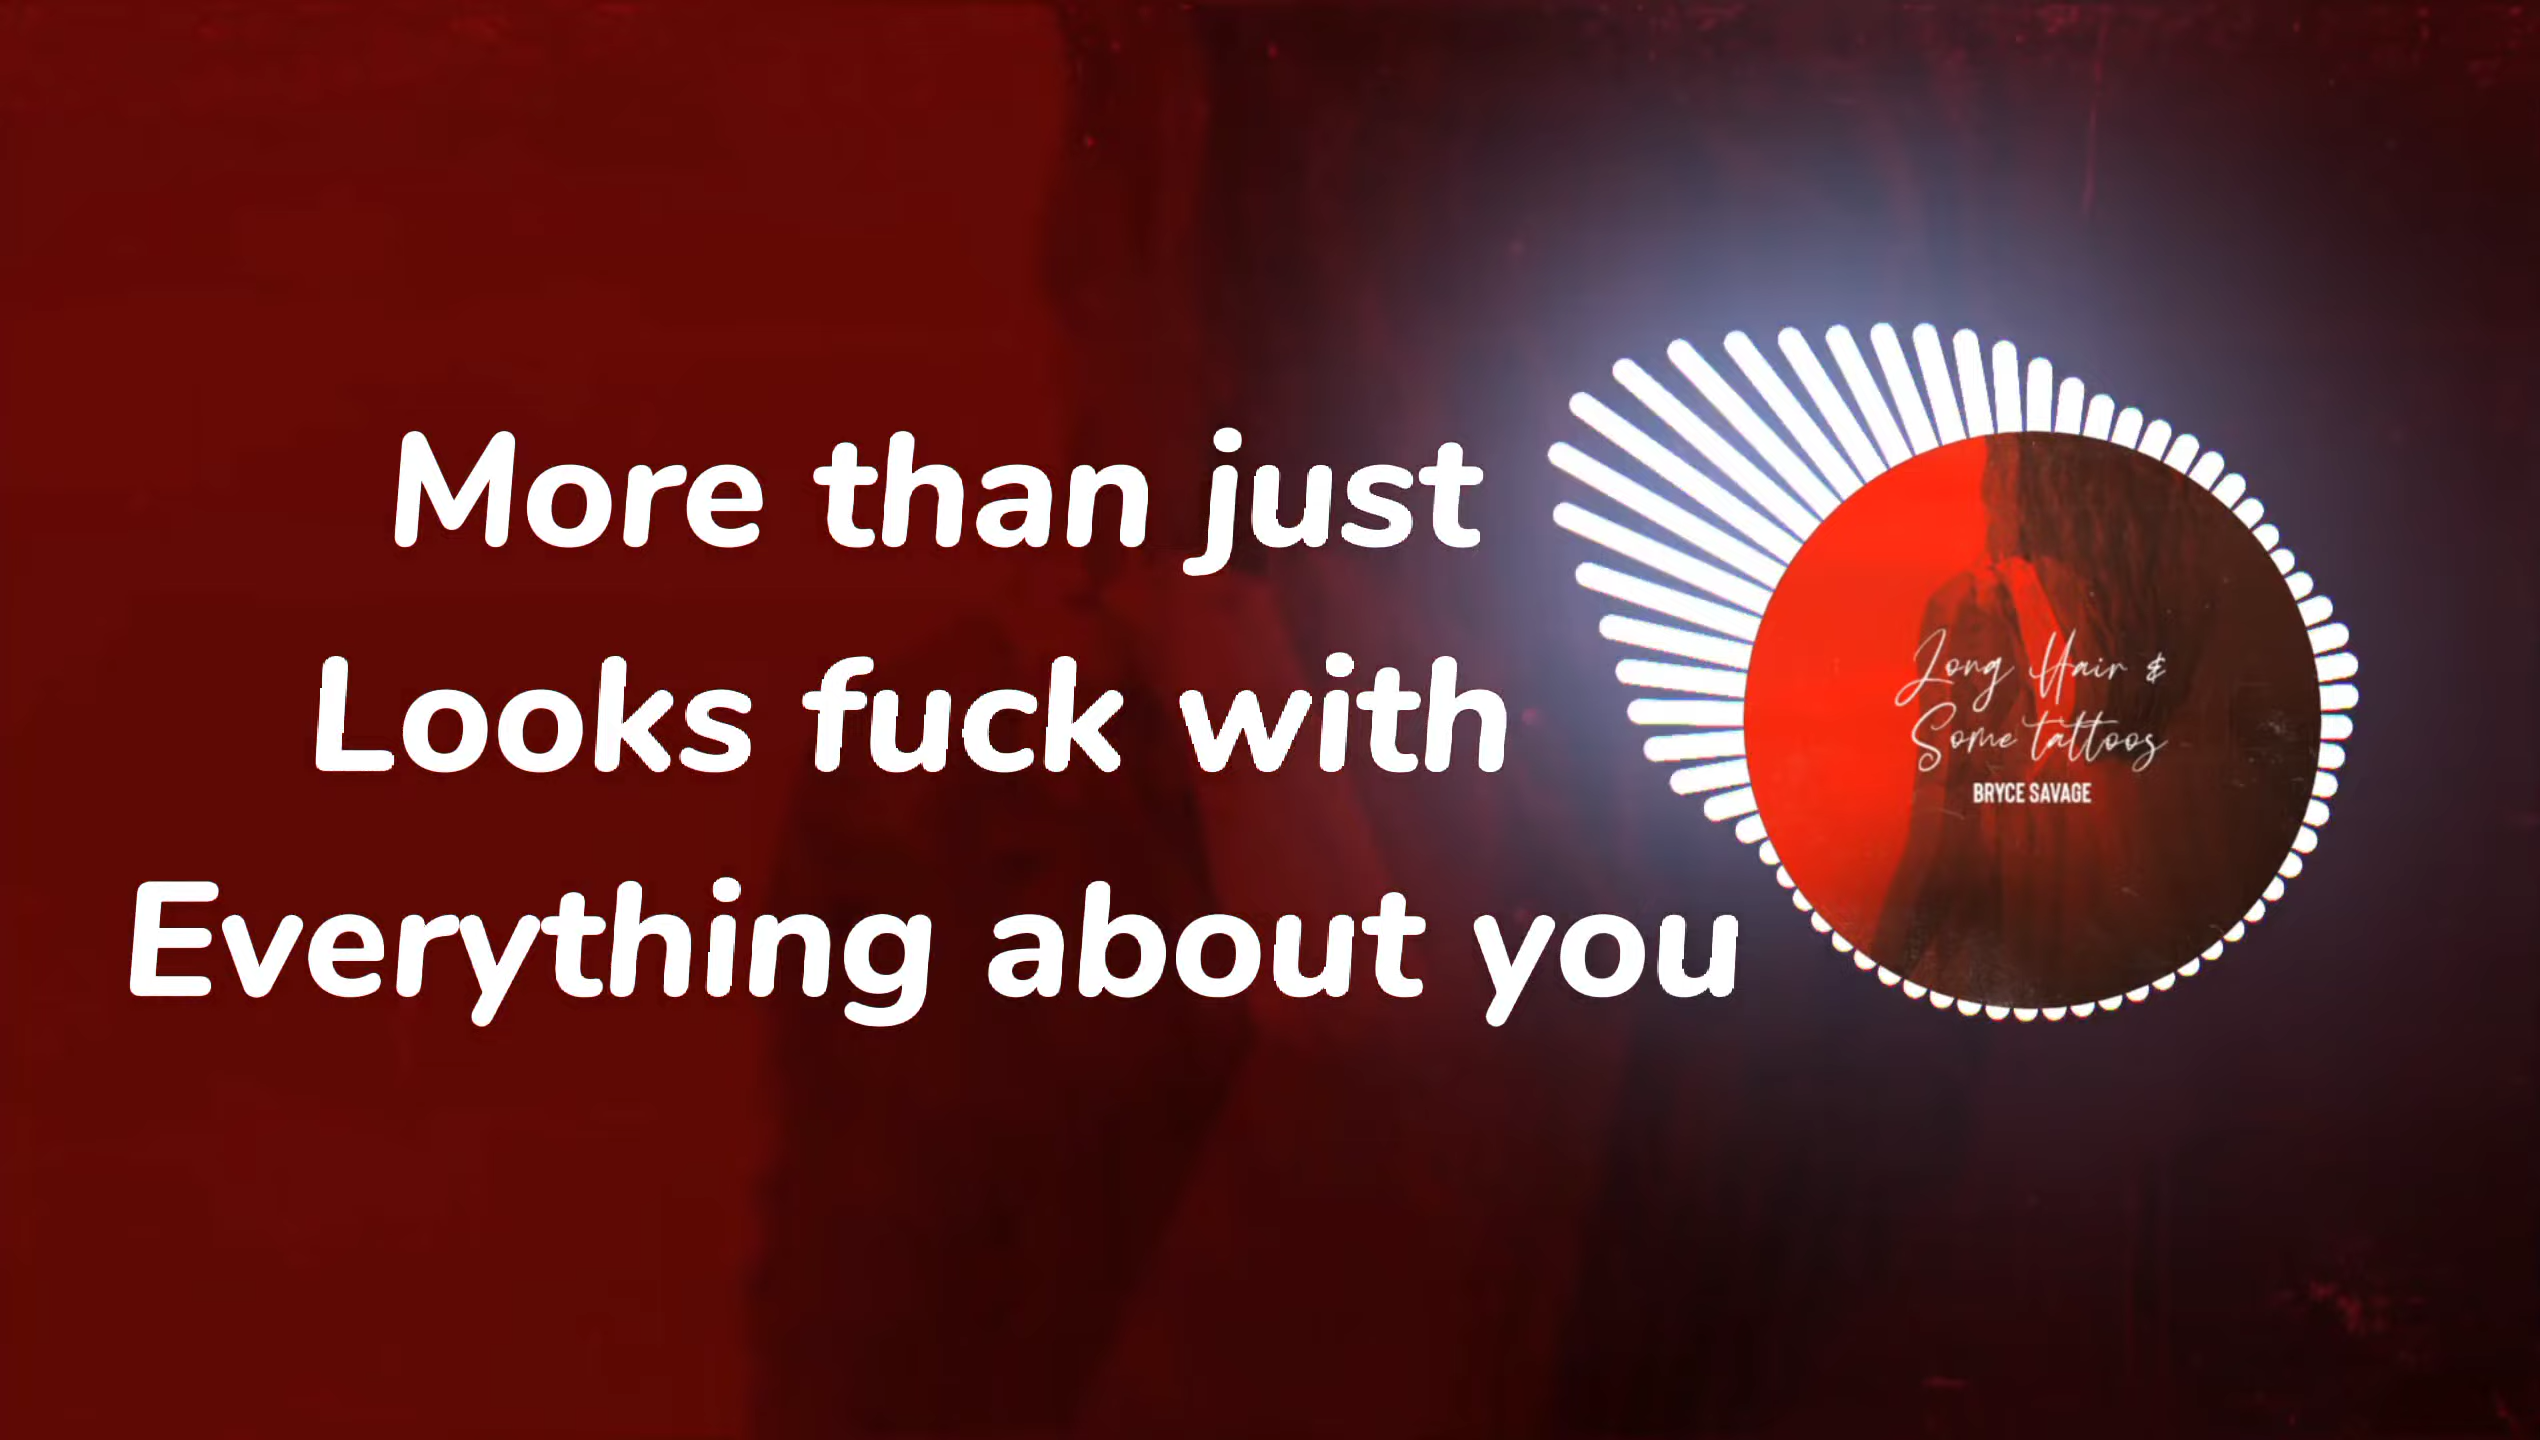 More than just
Looks fuck with
Everything about you
Long Hair &
Some tattoos
BRYCE SAVAGE